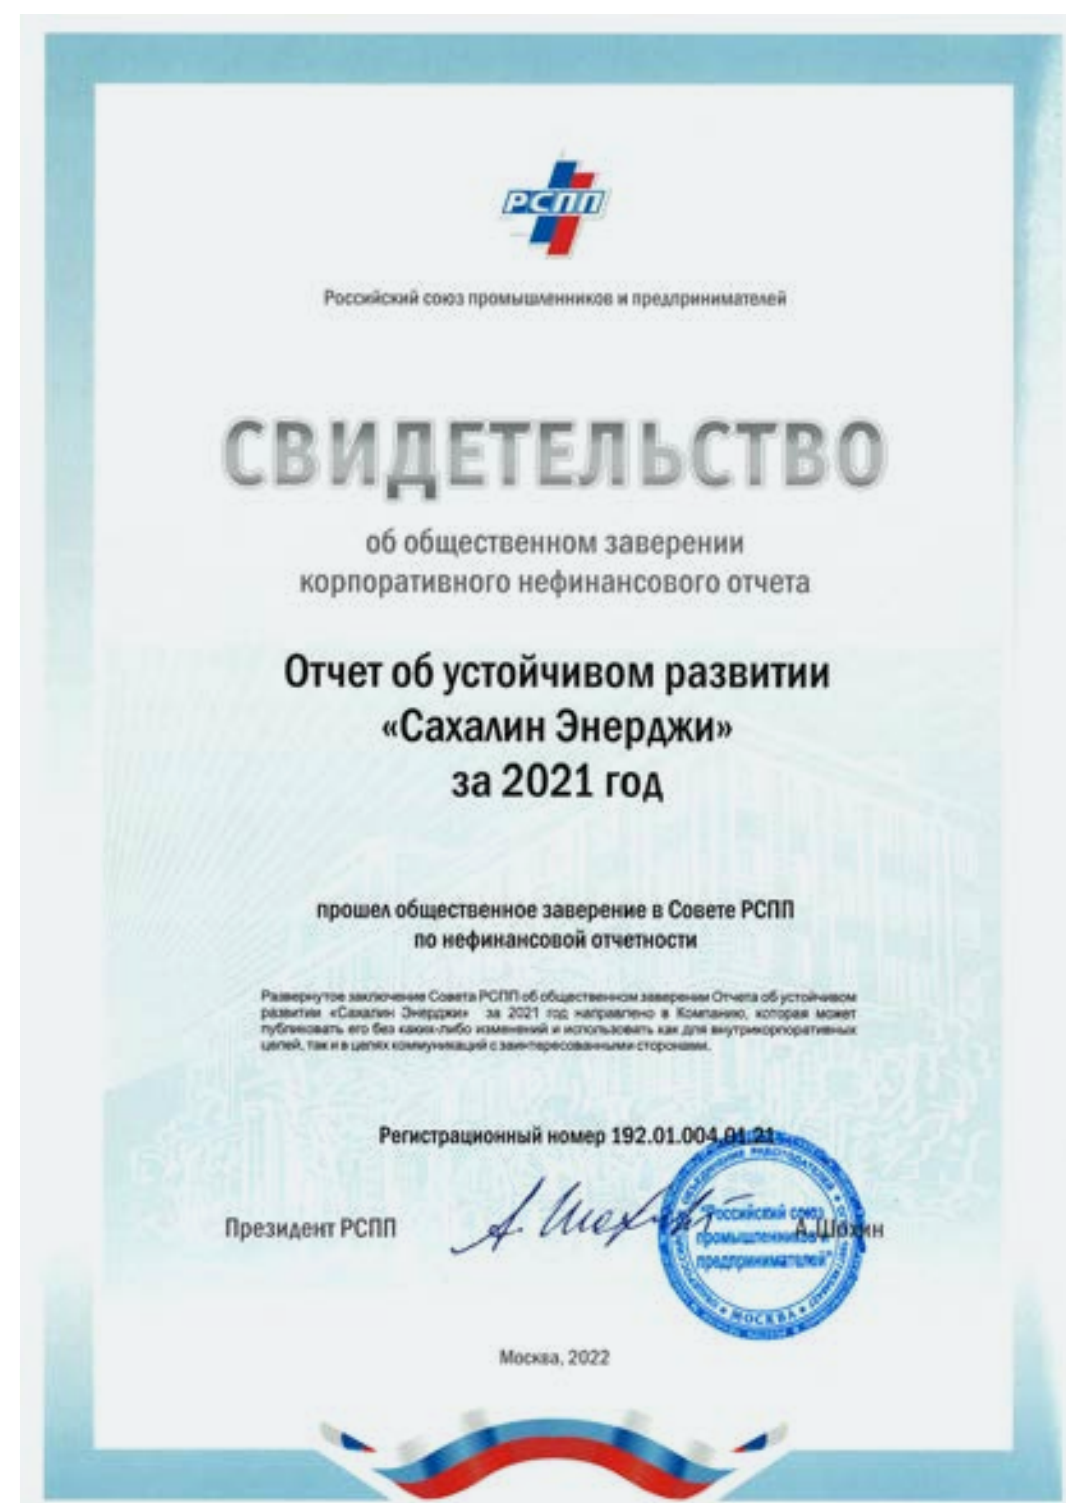 РСПП
Российский союз промышленников и предпринимателей
СВИДЕТЕЛЬСТВО
об общественном заверении
корпоративного нефинансового отчета
Отчет об устойчивом развитии
«Сахалин Энерджи»
за 2021 год
прошел общественное заверение в Совете РСПП
по нефинансовой отчетности
Развернутое заключение Совета РСПП об общественном заверении Отчета об устойчивом
развитии «Сахалин Энерджи» за 2021 год направлено в Компанию, которая может
публиковать его без каких-либо изменений и использовать как для внутрикорпоративных
целей, так и в целях коммуникаций с заинтересованными сторонами.
Регистрационный номер 192.01.004.01.21
ОБЪЕДИНЕНИЕ РАБОТОДАТЕЛЕЙ
"Российский союз
промышленников и
предпринимателей"
МОСКВА
Президент РСПП
А. Шохин
А.Шохин
Москва, 2022